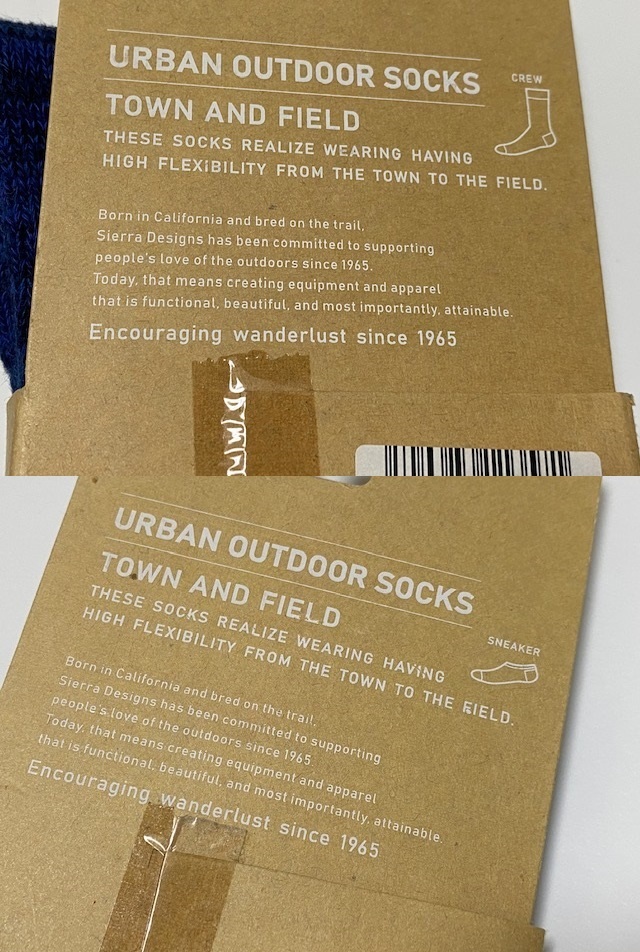 URBAN OUTDOOR SOCKS
TOWN AND FIELD
THESE SOCKS REALIZE WEARING HAVING
HIGH FLEXIBILITY FROM THE TOWN TO THE FIELD.
CREW
Born in California and bred on the trail,
Sierra Designs has been committed to supporting
people's love of the outdoors since 1965.
Today, that means creating equipment and apparel
that is functional, beautiful, and most importantly, attainable.
Encouraging wanderlust since 1965
URBAN OUTDOOR SOCKS
TOWN AND FIELD
THESE SOCKS REALIZE WEARING HAVING
HIGH FLEXIBILITY FROM THE TOWN TO THE FIELD.
SNEAKER
Born in California and bred on the trail,
Sierra Designs has been committed to supporting
people's love of the outdoors since 1965
Today, that means creating equipment and apparel
that is functional, beautiful, and most importantly, attainable.
Encouraging wanderlust since 1965